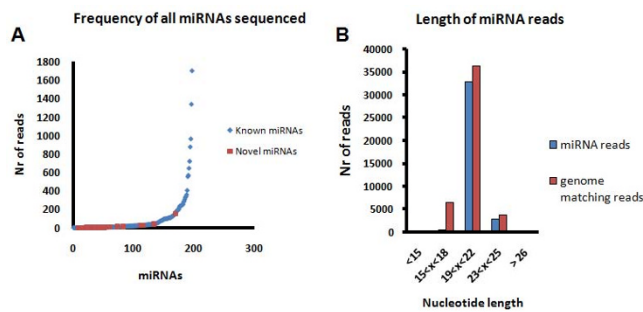 A
Frequency of all miRNAs sequenced
Nr of reads
1800
1600
1400
1200
1000
800
600
400
200
0
0
100
200
300
miRNAs
Known miRNAs
Novel miRNAs
B
Length of miRNA reads
Nr of reads
40000
35000
30000
25000
20000
15000
10000
5000
0
<15
15<x<18
19<x<22
23<x<25
>26
Nucleotide length
miRNA reads
genome
matching reads